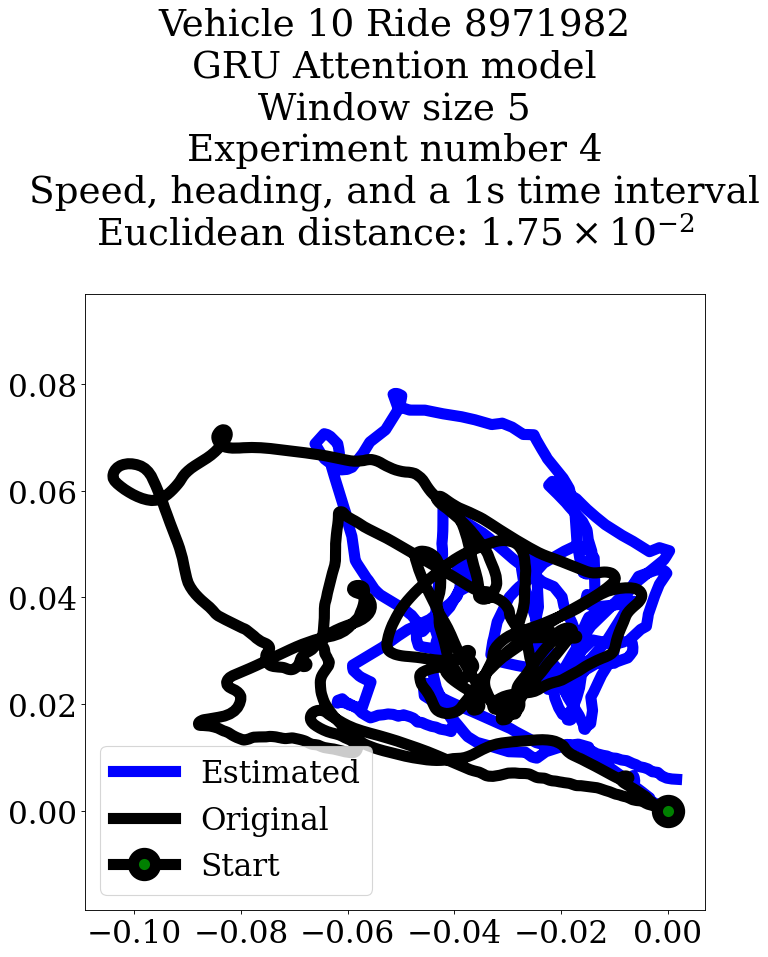 Vehicle 10 Ride 8971982
GRU Attention model
Window size 5
Experiment number 4
Speed, heading, and a 1s time interval
Euclidean distance: 1.75 × 10⁻²
0.08
0.06
0.04
0.02
0.00
Estimated
Original
Start
−0.10 −0.08 −0.06 −0.04 −0.02 0.00